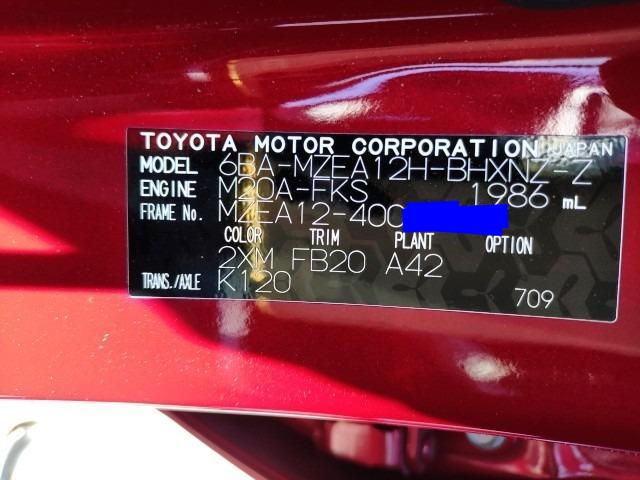 TOYOTA MOTOR CORPORATION JAPAN
MODEL 6BA-MZEA12H-BHXNZ-Z
ENGINE M20A-FKS 1986 mL
FRAME No. MZEA12-400
COLOR TRIM PLANT OPTION
2XM FB20 A42
TRANS./AXLE K120
709